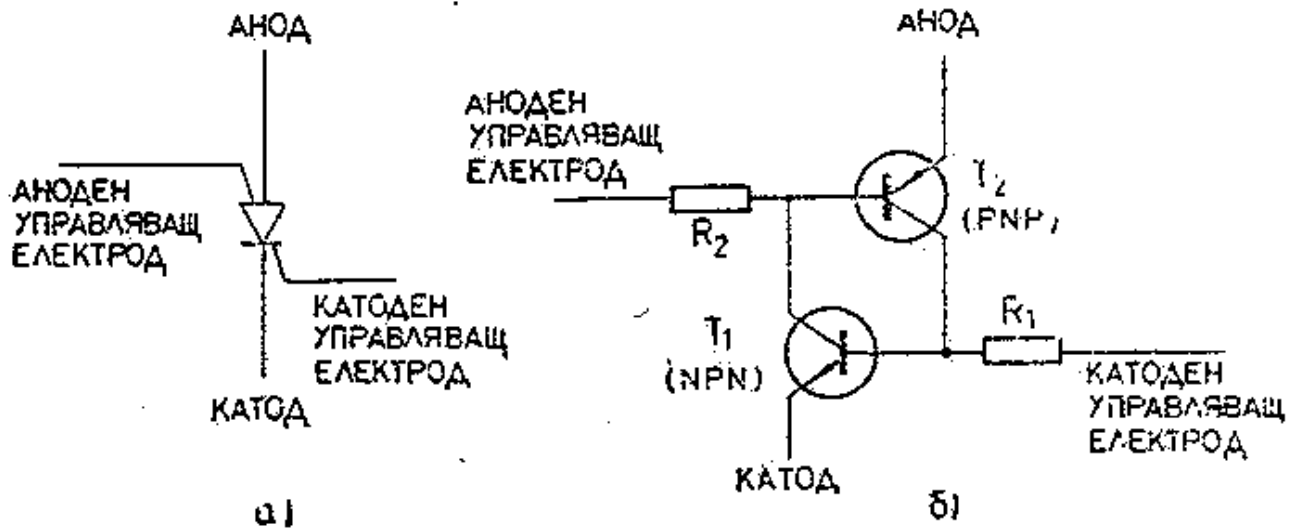 АНОД
АНОДЕН
УПРАВЛЯВАЩ
ЕЛЕКТРОД
КАТОДЕН
УПРАВЛЯВАЩ
ЕЛЕКТРОД
КАТОД
а)
АНОД
АНОДЕН
УПРАВЛЯВАЩ
ЕЛЕКТРОД
R2
T2
(PNP)
T1
(NPN)
R1
КАТОДЕН
УПРАВЛЯВАЩ
ЕЛЕКТРОД
КАТОД
б)